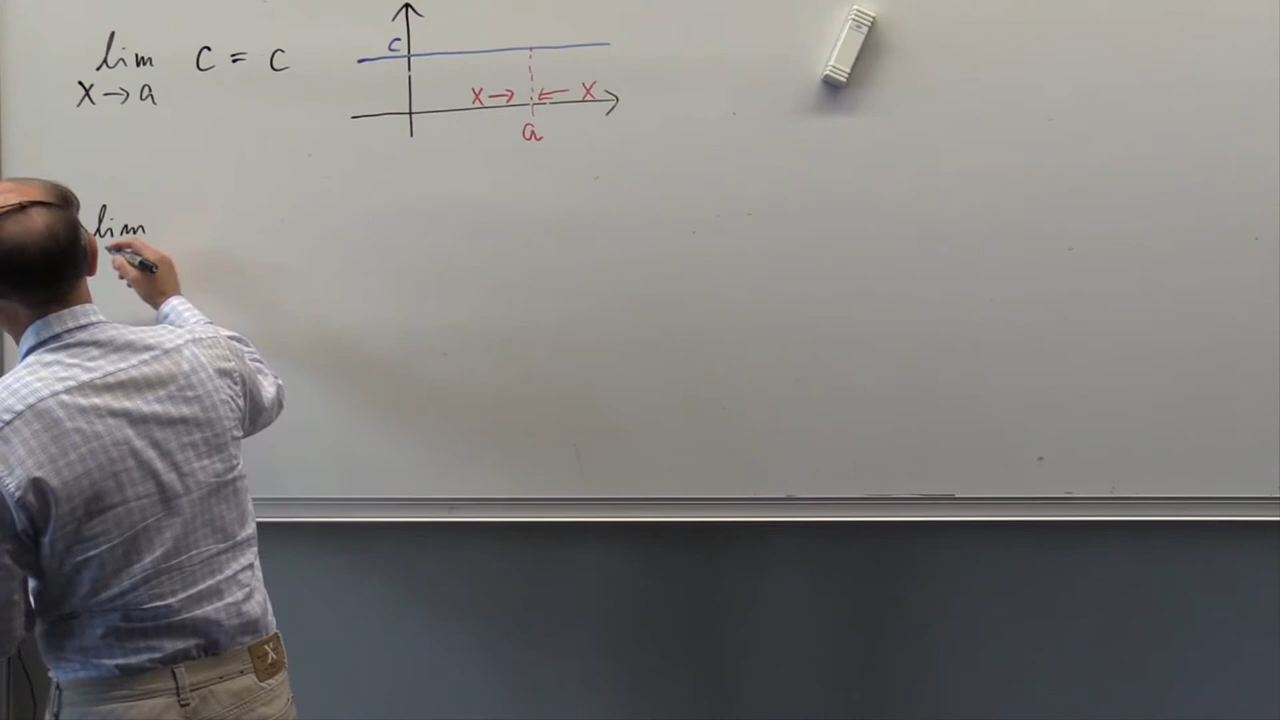 lim C = C
X→a
C
X→ ←X
a
lim
X